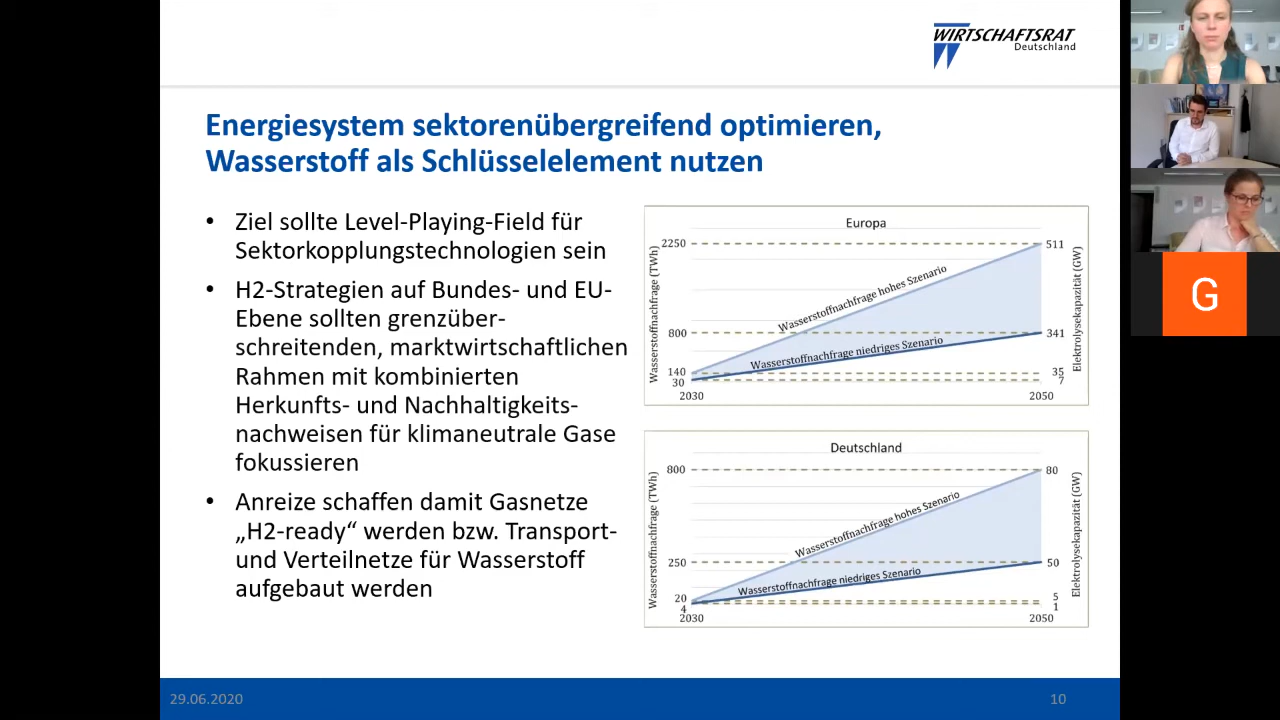 WIRTSCHAFTSRAT
Deutschland
Energiesystem sektorenübergreifend optimieren,
Wasserstoff als Schlüsselelement nutzen
• Ziel sollte Level-Playing-Field für
Sektorkopplungstechnologien sein
• H2-Strategien auf Bundes- und EU-
Ebene sollten grenzüber-
schreitenden, marktwirtschaftlichen
Rahmen mit kombinierten
Herkunfts- und Nachhaltigkeits-
nachweisen für klimaneutrale Gase
fokussieren
• Anreize schaffen damit Gasnetze
„H2-ready“ werden bzw. Transport-
und Verteilnetze für Wasserstoff
aufgebaut werden
Europa
Wasserstoffnachfrage (TWh)
2250
800
140
30
Wasserstoffnachfrage hohes Szenario
Wasserstoffnachfrage niedriges Szenario
511
341
35
7
Elektrolysekapazität (GW)
2030
2050
Deutschland
Wasserstoffnachfrage (TWh)
800
250
20
4
Wasserstoffnachfrage hohes Szenario
Wasserstoffnachfrage niedriges Szenario
80
50
5
1
Elektrolysekapazität (GW)
2030
2050
29.06.2020
10
G